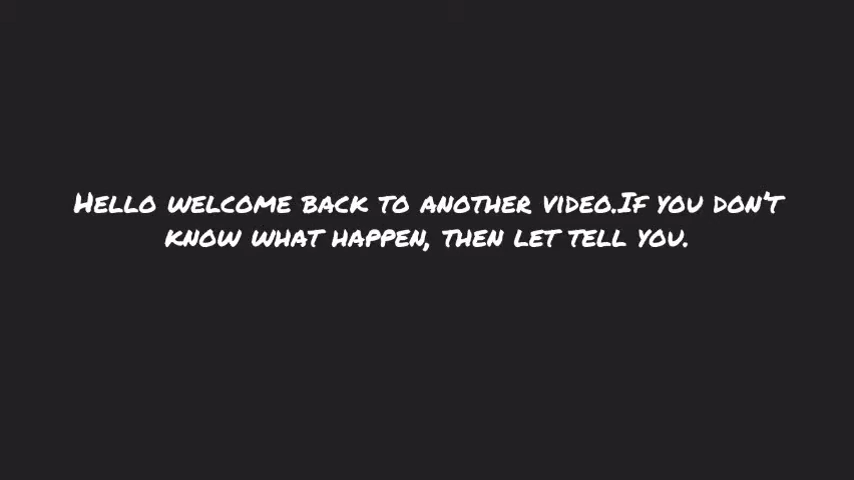 Hello welcome back to another video.If you don't
know what happen, then let tell you.